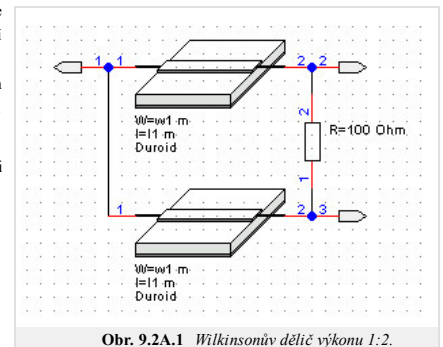 1 1 2 2
W=w1 m
l=l1 m
Duroid
2
R=100 Ohm
1
1 2 3
W=w1 m
l=l1 m
Duroid
Obr. 9.2A.1 Wilkinsonův dělič výkonu 1:2.